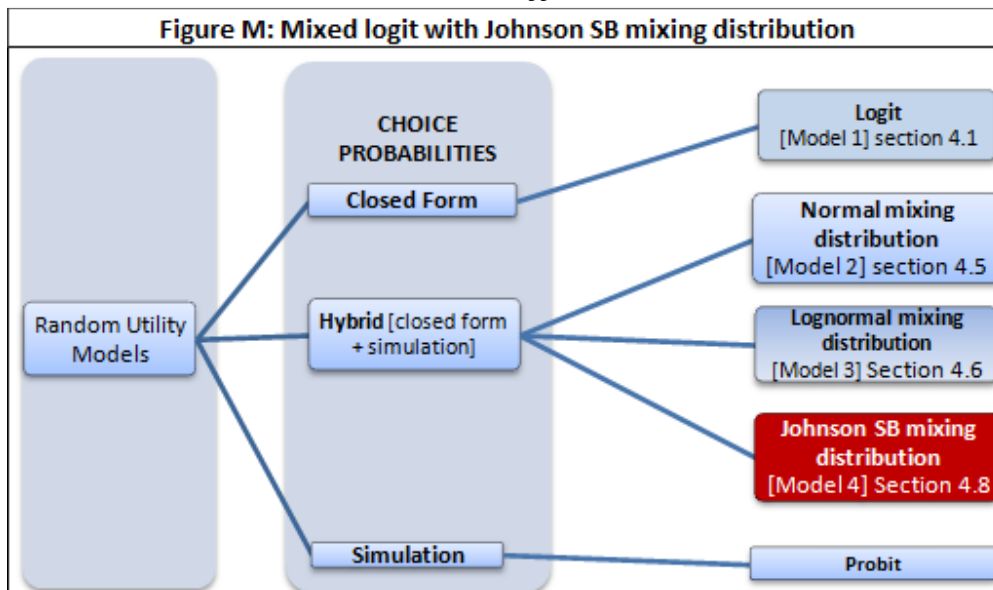 Figure M: Mixed logit with Johnson SB mixing distribution
CHOICE
PROBABILITIES
Closed Form
Random Utility
Models
Hybrid [closed form
+ simulation]
Simulation
Logit
[Model 1] section 4.1
Normal mixing
distribution
[Model 2] section 4.5
Lognormal mixing
distribution
[Model 3] Section 4.6
Johnson SB mixing
distribution
[Model 4] Section 4.8
Probit